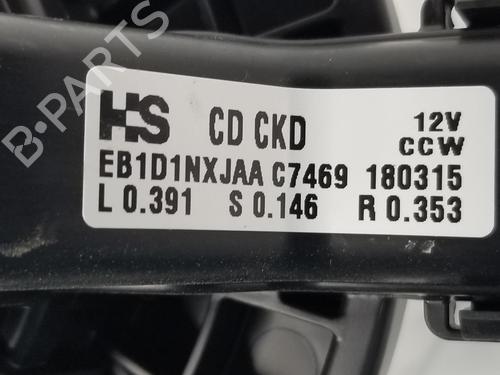 HS CD CKD 12V
CCW
EB1D1NXJAA C7469 180315
L 0.391 S 0.146 R 0.353
B-PARTS